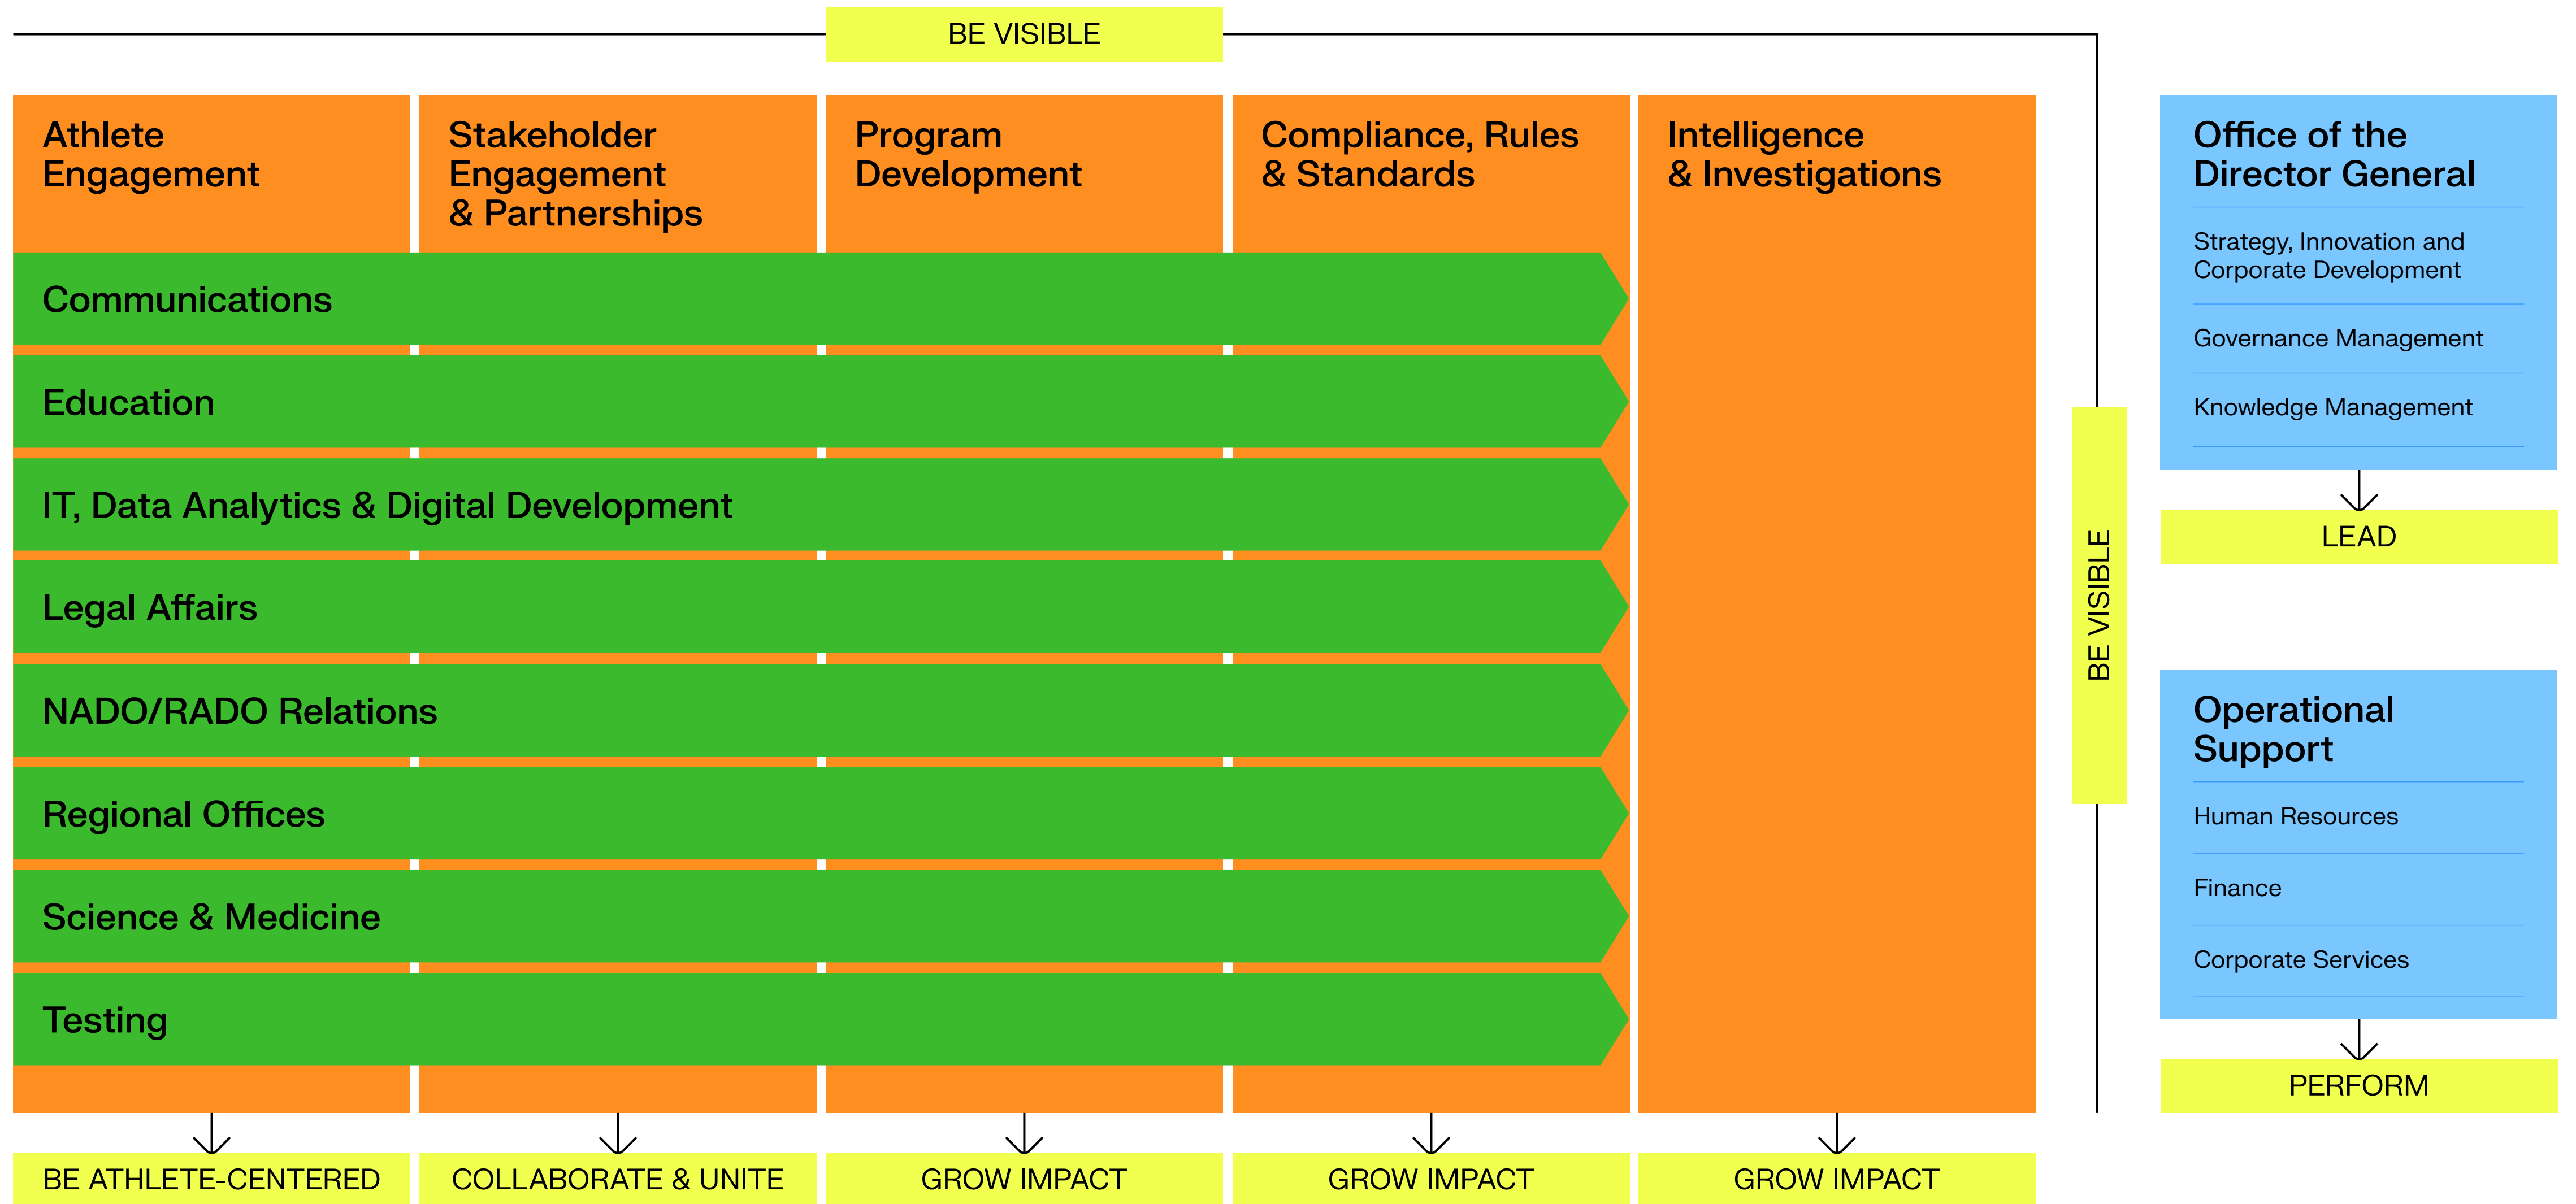 BE VISIBLE
Athlete
Engagement
Stakeholder
Engagement
& Partnerships
Program
Development
Compliance, Rules
& Standards
Intelligence
& Investigations
Communications
Education
IT, Data Analytics & Digital Development
Legal Affairs
NADO/RADO Relations
Regional Offices
Science & Medicine
Testing
BE ATHLETE-CENTERED
COLLABORATE & UNITE
GROW IMPACT
GROW IMPACT
GROW IMPACT
BE VISIBLE
Office of the
Director General
Strategy, Innovation and
Corporate Development
Governance Management
Knowledge Management
LEAD
Operational
Support
Human Resources
Finance
Corporate Services
PERFORM